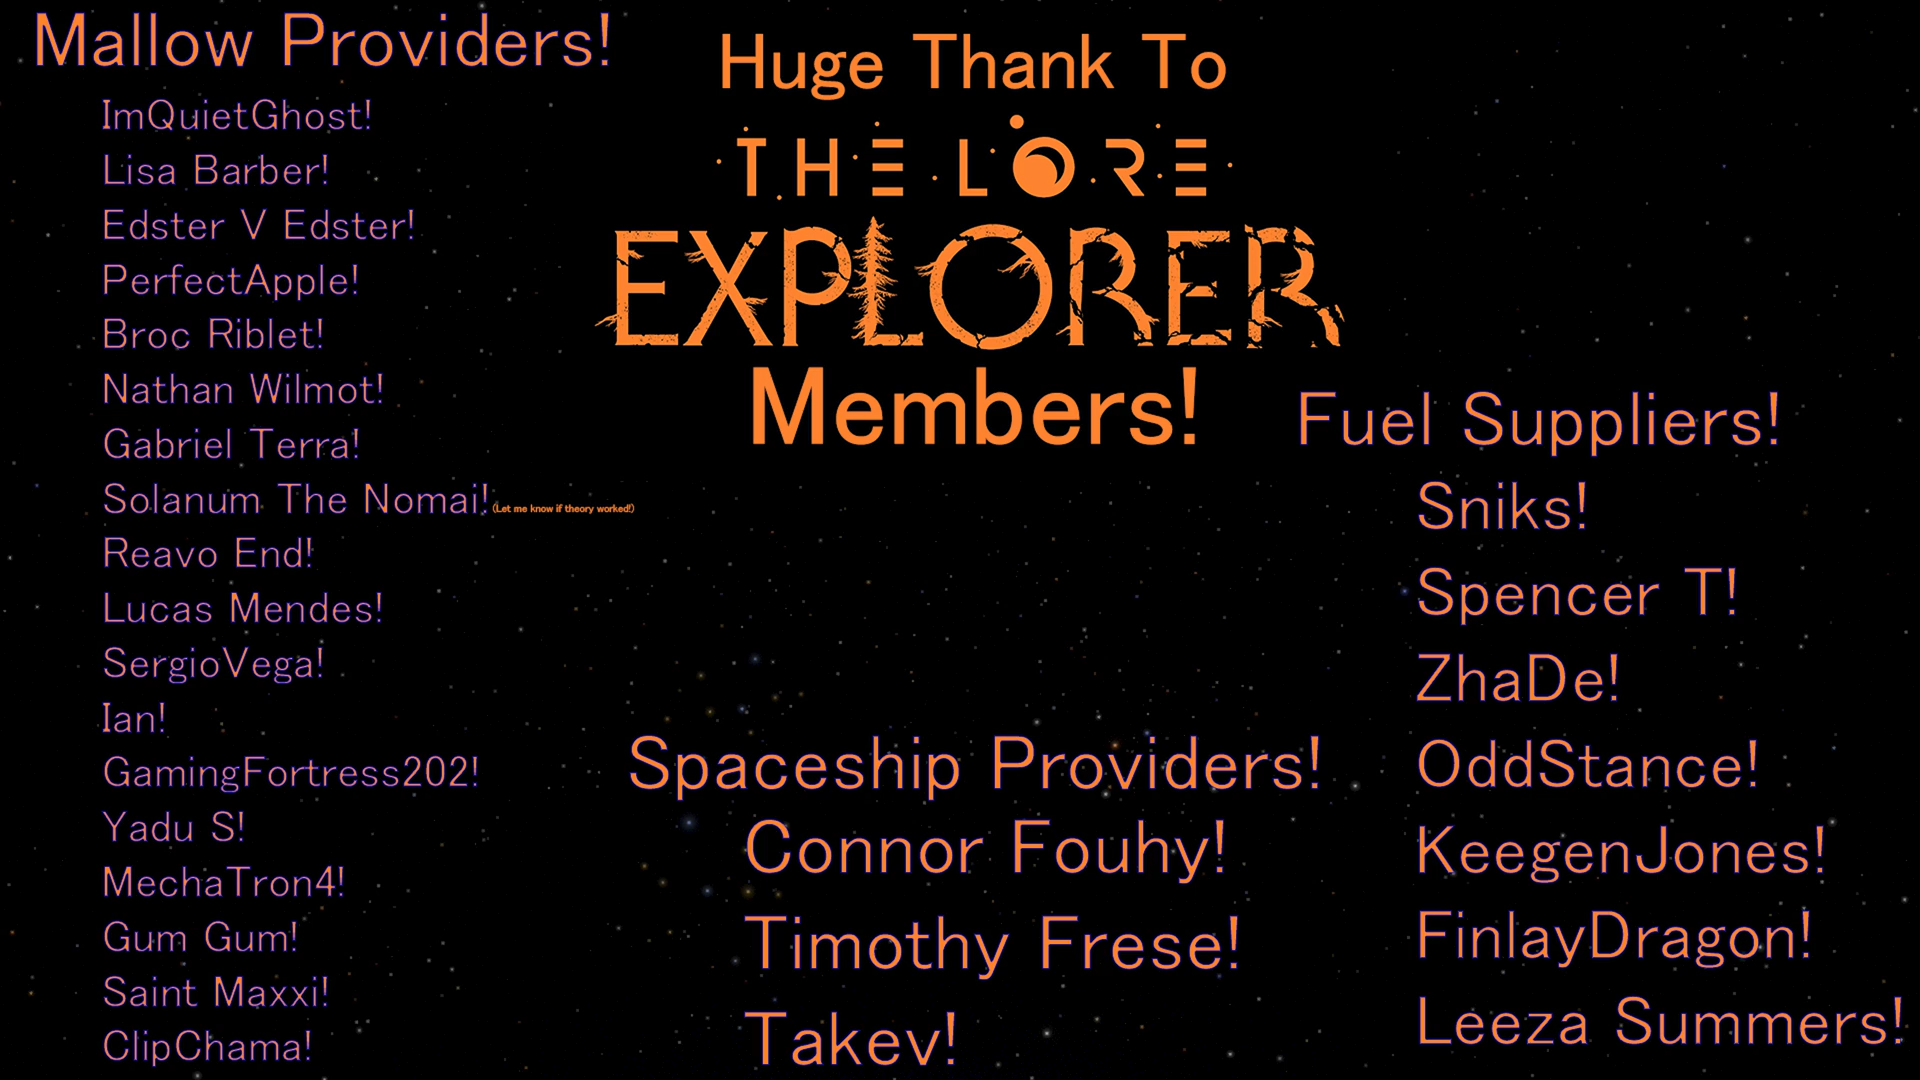 Mallow Providers!
ImQuietGhost!
Lisa Barber!
Edster V Edster!
PerfectApple!
Broc Riblet!
Nathan Wilmot!
Gabriel Terra!
Solanum The Nomai! (Let me know if theory worked!)
Reavo End!
Lucas Mendes!
SergioVega!
Ian!
GamingFortress202!
Yadu S!
MechaTron4!
Gum Gum!
Saint Maxxi!
ClipChama!
Huge Thank To
THE LORE
EXPLORER
Members!
Spaceship Providers!
Connor Fouhy!
Timothy Frese!
Takev!
Fuel Suppliers!
Sniks!
Spencer T!
ZhaDe!
OddStance!
KeegenJones!
FinlayDragon!
Leeza Summers!